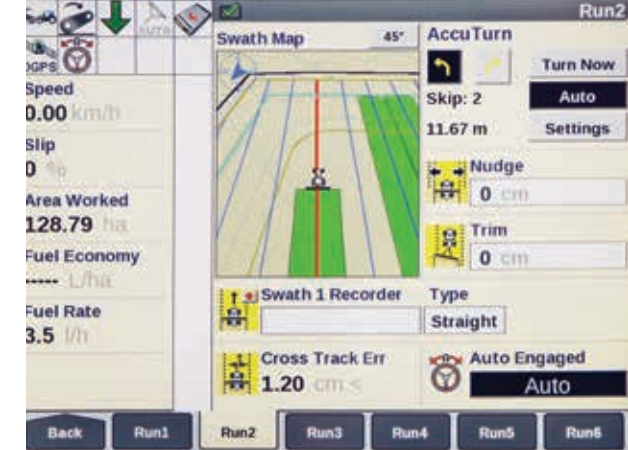 Run2
AUTO
DGPS
Speed
0.00 km/h
Slip
0 %
Area Worked
128.79 ha
Fuel Economy
----- L/ha
Fuel Rate
3.5 l/h
Swath Map 45°
AccuTurn
Turn Now
Skip: 2
Auto
11.67 m
Settings
Nudge
0 cm
Trim
0 cm
Swath 1 Recorder
Type
Straight
Cross Track Err
1.20 cm <
Auto Engaged
Auto
Back Run1 Run2 Run3 Run4 Run5 Run6